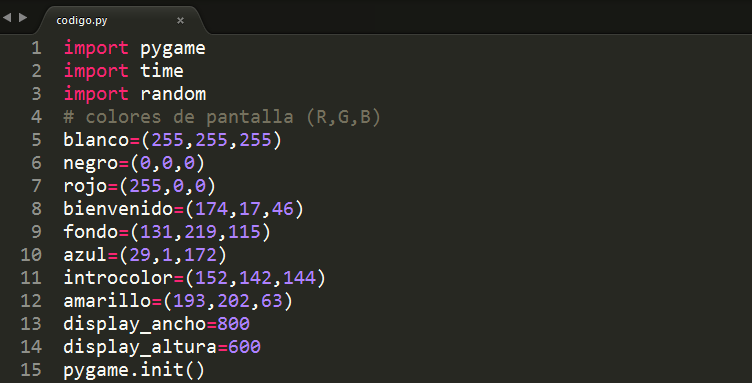 codigo.py ×
1 import pygame
2 import time
3 import random
4 # colores de pantalla (R,G,B)
5 blanco=(255,255,255)
6 negro=(0,0,0)
7 rojo=(255,0,0)
8 bienvenido=(174,17,46)
9 fondo=(131,219,115)
10 azul=(29,1,172)
11 introcolor=(152,142,144)
12 amarillo=(193,202,63)
13 display_ancho=800
14 display_altura=600
15 pygame.init()